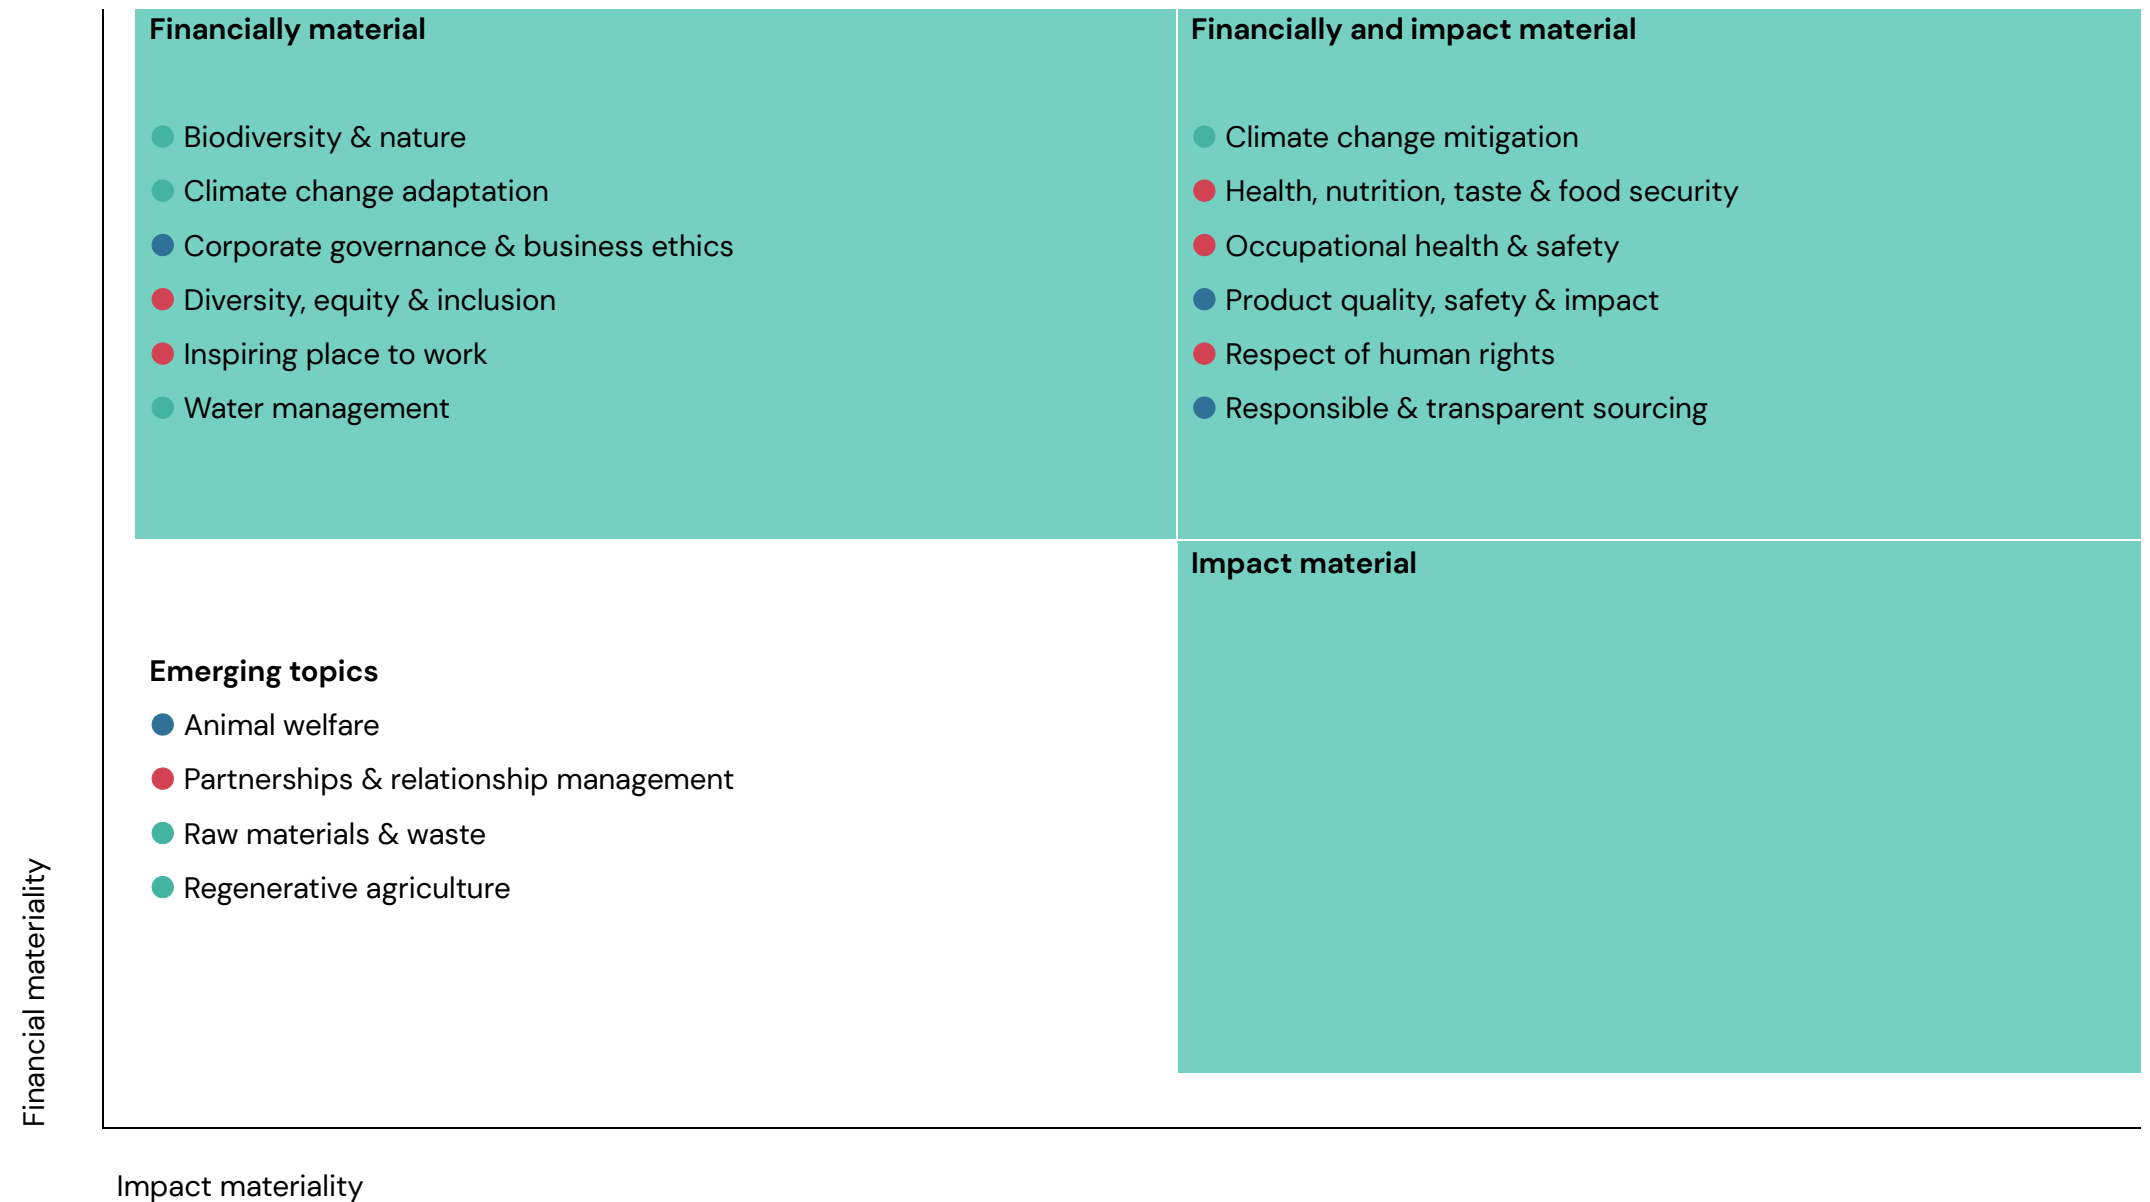 Financially material
Biodiversity & nature
Climate change adaptation
Corporate governance & business ethics
Diversity, equity & inclusion
Inspiring place to work
Water management
Financially and impact material
Climate change mitigation
Health, nutrition, taste & food security
Occupational health & safety
Product quality, safety & impact
Respect of human rights
Responsible & transparent sourcing
Emerging topics
Animal welfare
Partnerships & relationship management
Raw materials & waste
Regenerative agriculture
Impact material
Financial materiality
Impact materiality